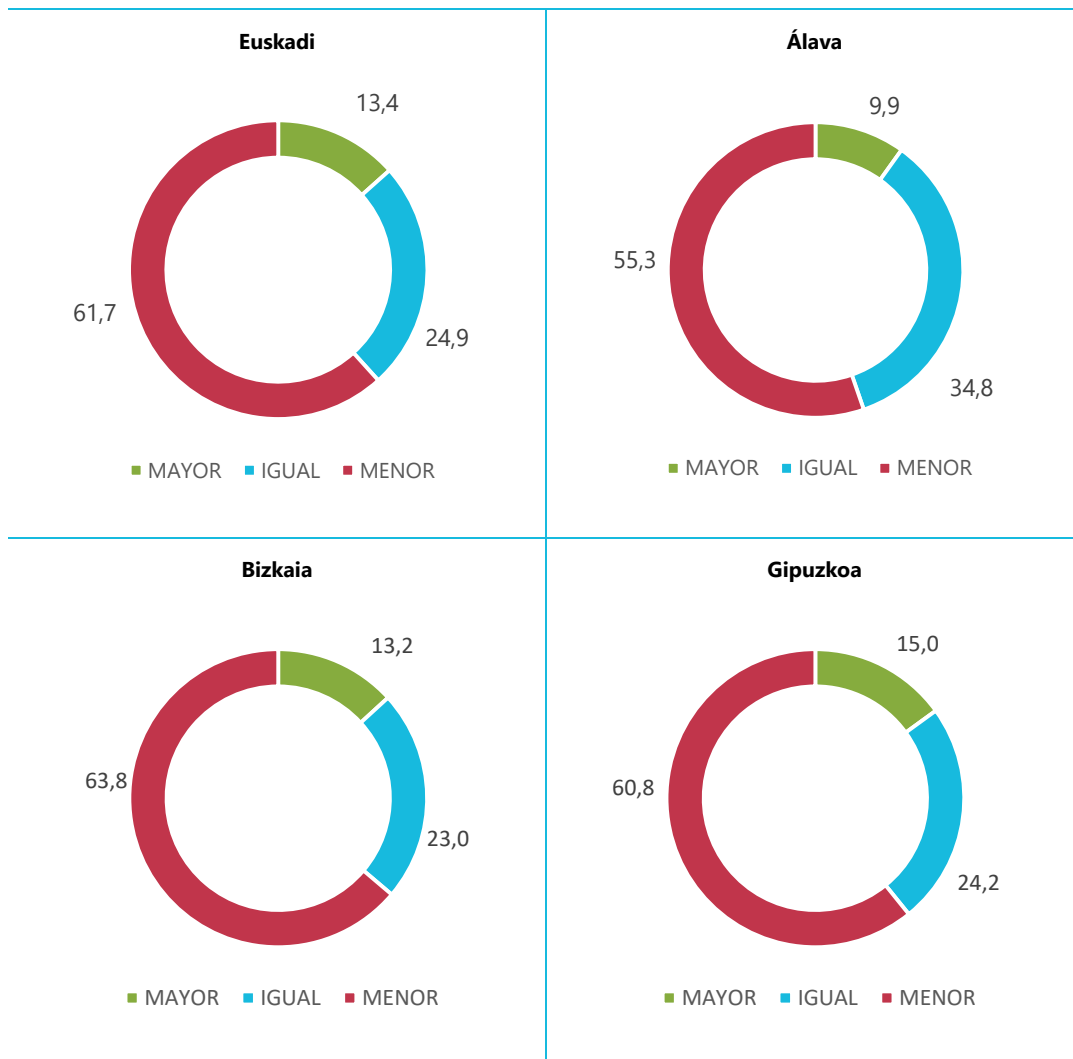 Euskadi
13,4
61,7
24,9
MAYOR IGUAL MENOR
Álava
9,9
55,3
34,8
MAYOR IGUAL MENOR
Bizkaia
13,2
63,8
23,0
MAYOR IGUAL MENOR
Gipuzkoa
15,0
60,8
24,2
MAYOR IGUAL MENOR